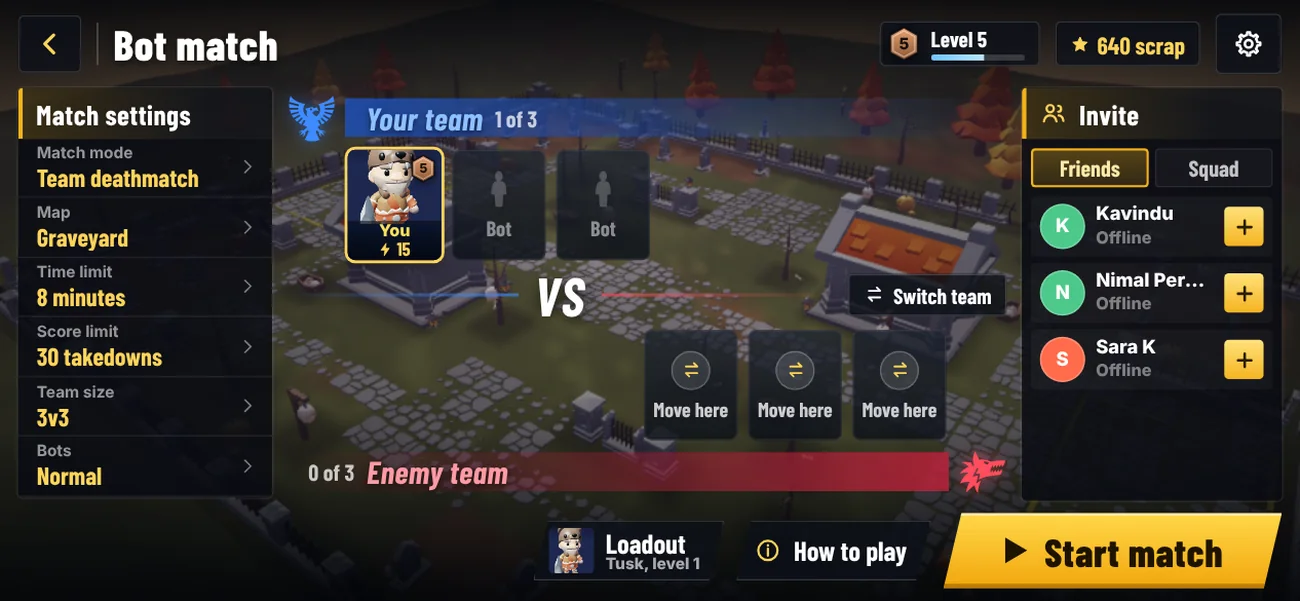 Bot match
5
Level 5
640 scrap
Match settings
Match mode
Team deathmatch
Map
Graveyard
Time limit
8 minutes
Score limit
30 takedowns
Team size
3v3
Bots
Normal
Your team 1 of 3
5
You
15
Bot
Bot
VS
Switch team
Move here
Move here
Move here
0 of 3 Enemy team
Invite
Friends
Squad
K
Kavindu
Offline
N
Nimal Per...
Offline
S
Sara K
Offline
Loadout
Tusk, level 1
How to play
Start match